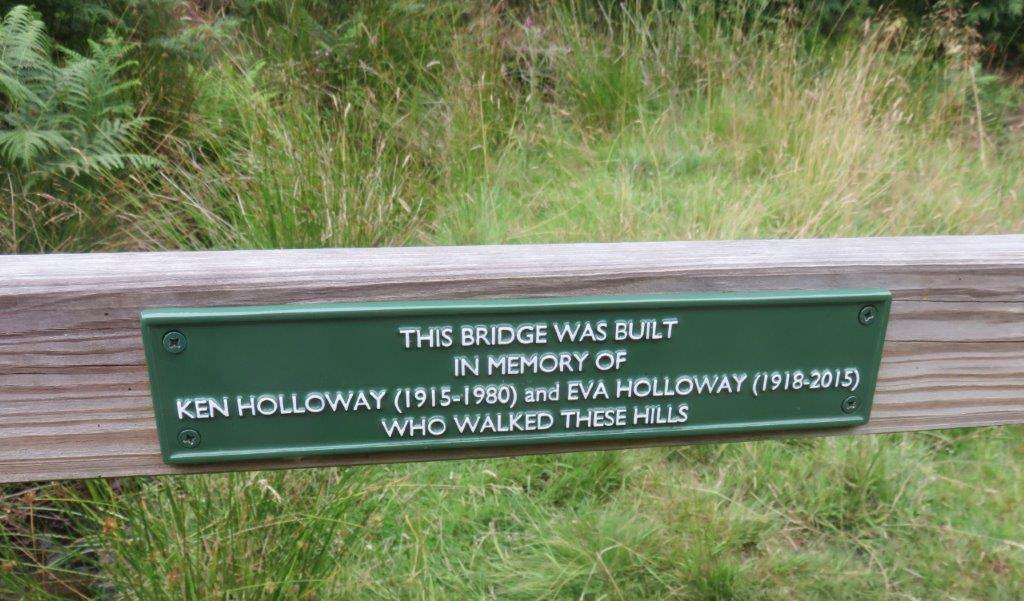 THIS BRIDGE WAS BUILT
IN MEMORY OF
KEN HOLLOWAY (1915-1980) and EVA HOLLOWAY (1918-2015)
WHO WALKED THESE HILLS